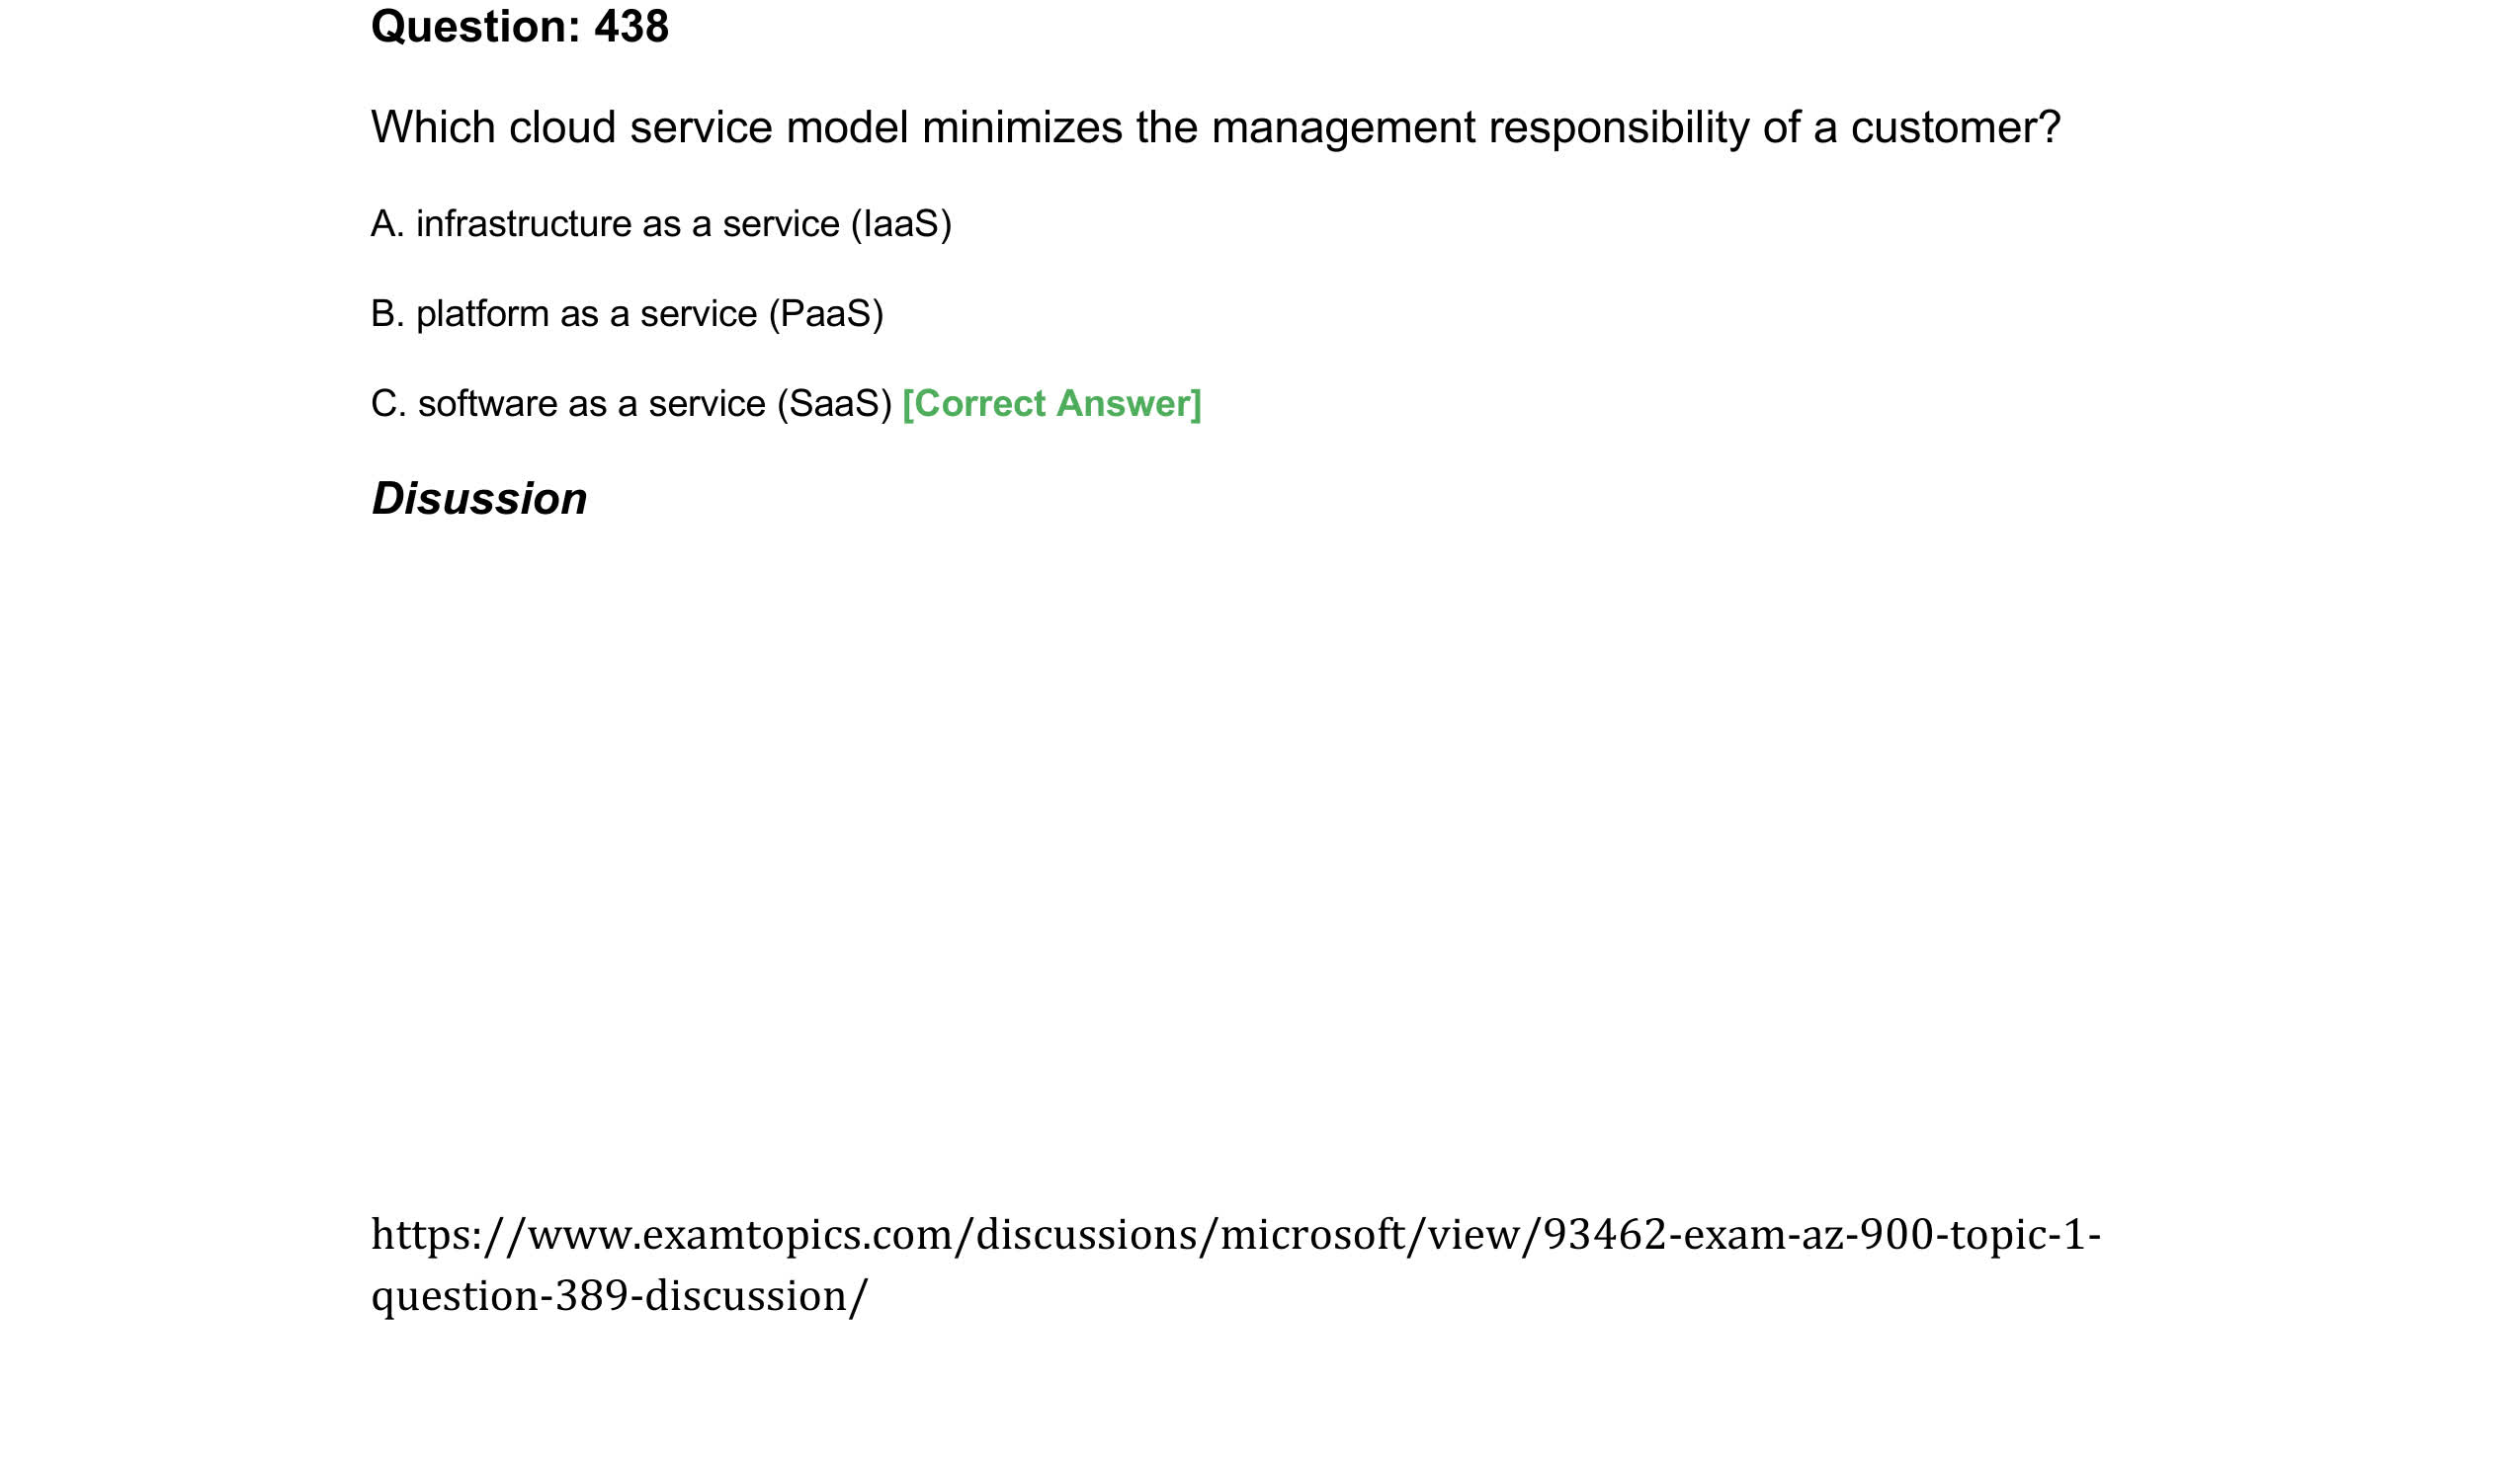 Question: 438
Which cloud service model minimizes the management responsibility of a customer?
A. infrastructure as a service (IaaS)
B. platform as a service (PaaS)
C. software as a service (SaaS) [Correct Answer]
Disussion
https://www.examtopics.com/discussions/microsoft/view/93462-exam-az-900-topic-1-
question-389-discussion/